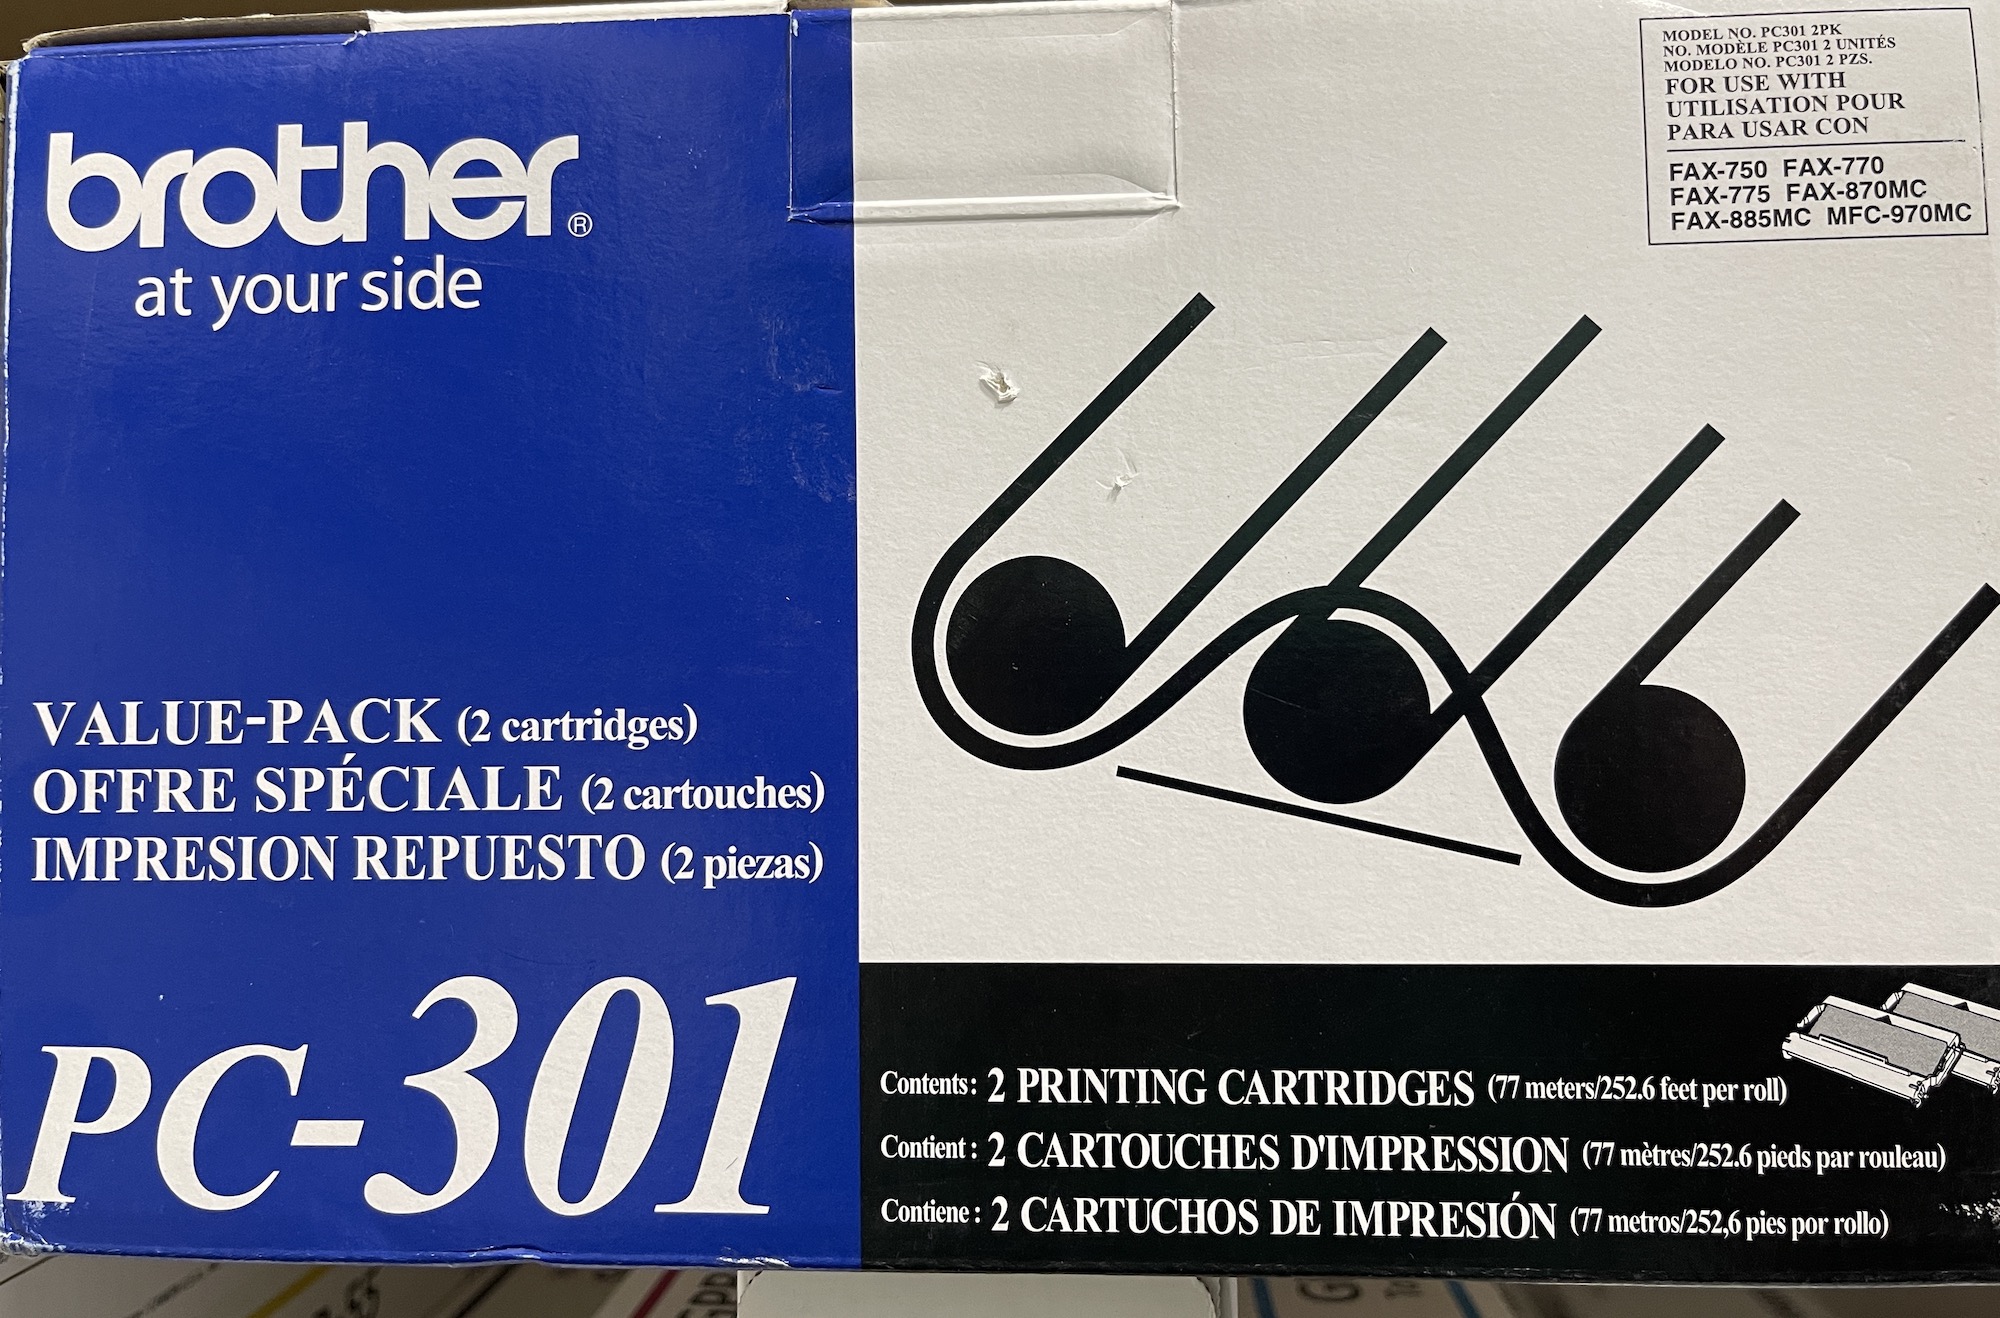 brother®
at your side
VALUE-PACK (2 cartridges)
OFFRE SPÉCIALE (2 cartouches)
IMPRESION REPUESTO (2 piezas)
PC-301
MODEL NO. PC301 2PK
NO. MODÈLE PC301 2 UNITÉS
MODELO NO. PC301 2 PZS.
FOR USE WITH
UTILISATION POUR
PARA USAR CON
FAX-750 FAX-770
FAX-775 FAX-870MC
FAX-885MC MFC-970MC
Contents: 2 PRINTING CARTRIDGES (77 meters/252.6 feet per roll)
Contient : 2 CARTOUCHES D'IMPRESSION (77 mètres/252.6 pieds par rouleau)
Contiene : 2 CARTUCHOS DE IMPRESIÓN (77 metros/252,6 pies por rollo)